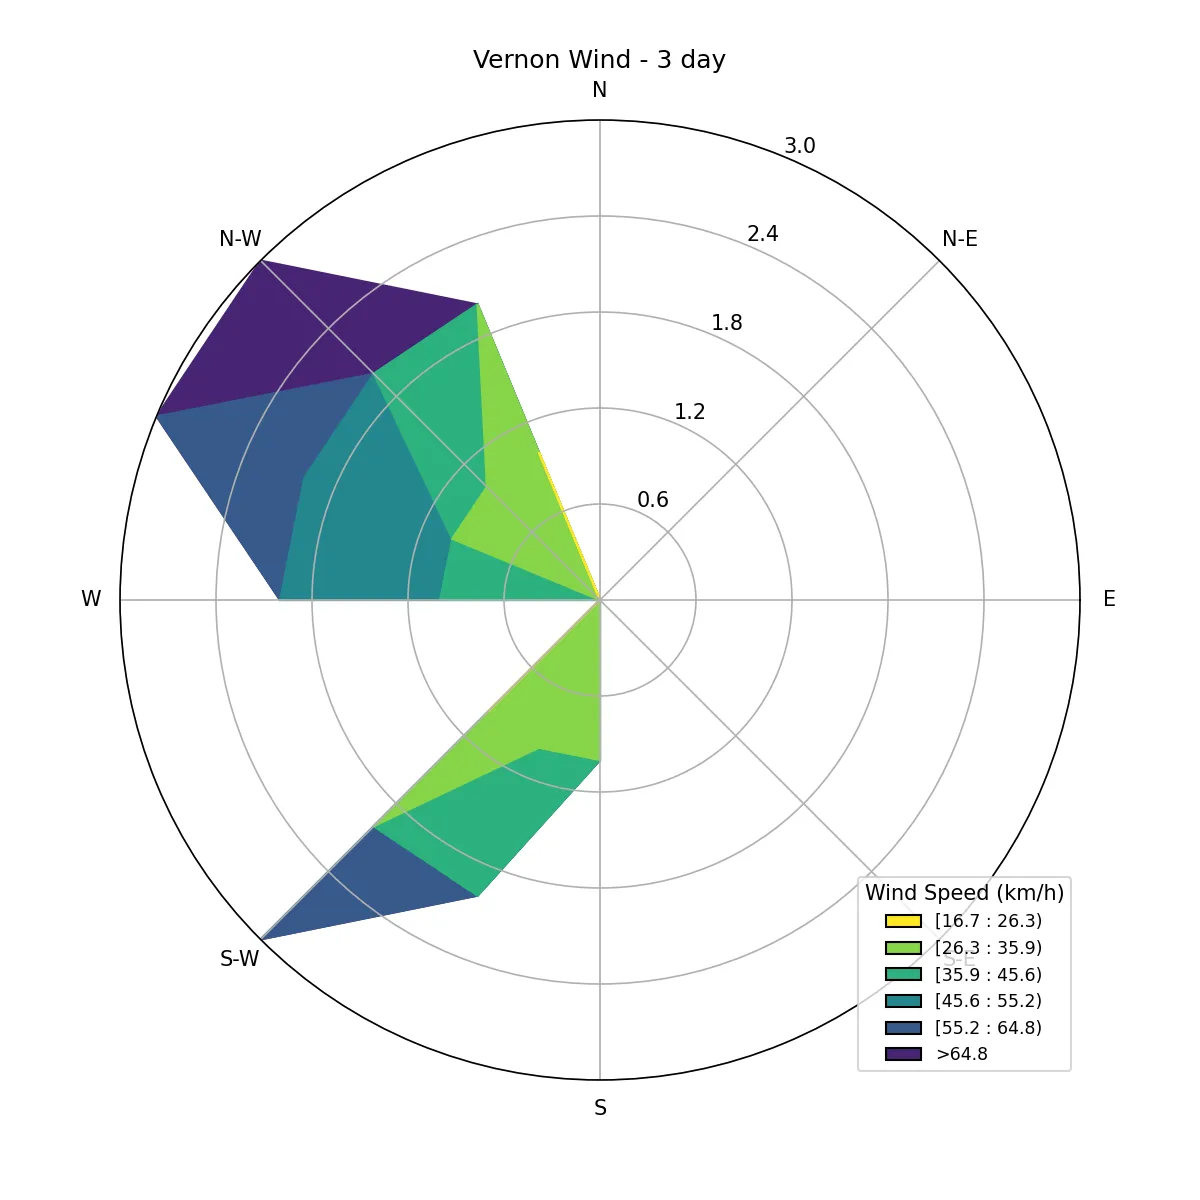 Vernon Wind - 3 day
N
3.0
N-W
2.4
N-E
1.8
1.2
0.6
W
E
S-W
S-E
S
Wind Speed (km/h)
[16.7 : 26.3)
[26.3 : 35.9)
[35.9 : 45.6)
[45.6 : 55.2)
[55.2 : 64.8)
>64.8